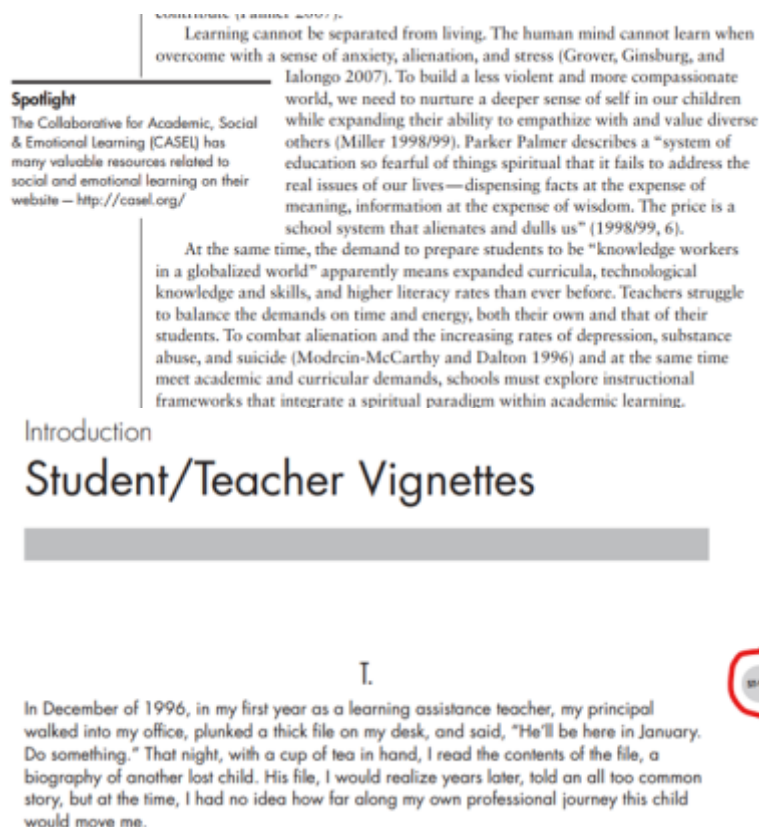 contribute (Palmer 2007).
Learning cannot be separated from living. The human mind cannot learn when
overcome with a sense of anxiety, alienation, and stress (Grover, Ginsburg, and
Ialongo 2007). To build a less violent and more compassionate
world, we need to nurture a deeper sense of self in our children
while expanding their ability to empathize with and value diverse
others (Miller 1998/99). Parker Palmer describes a “system of
education so fearful of things spiritual that it fails to address the
real issues of our lives—dispensing facts at the expense of
meaning, information at the expense of wisdom. The price is a
school system that alienates and dulls us” (1998/99, 6).
Spotlight
The Collaborative for Academic, Social
& Emotional Learning (CASEL) has
many valuable resources related to
social and emotional learning on their
website — http://casel.org/
At the same time, the demand to prepare students to be “knowledge workers
in a globalized world” apparently means expanded curricula, technological
knowledge and skills, and higher literacy rates than ever before. Teachers struggle
to balance the demands on time and energy, both their own and that of their
students. To combat alienation and the increasing rates of depression, substance
abuse, and suicide (Modrcin-McCarthy and Dalton 1996) and at the same time
meet academic and curricular demands, schools must explore instructional
frameworks that integrate a spiritual paradigm within academic learning.
Introduction
Student/Teacher Vignettes
T.
In December of 1996, in my first year as a learning assistance teacher, my principal
walked into my office, plunked a thick file on my desk, and said, “He’ll be here in January.
Do something.” That night, with a cup of tea in hand, I read the contents of the file, a
biography of another lost child. His file, I would realize years later, told an all too common
story, but at the time, I had no idea how far along my own professional journey this child
would move me.